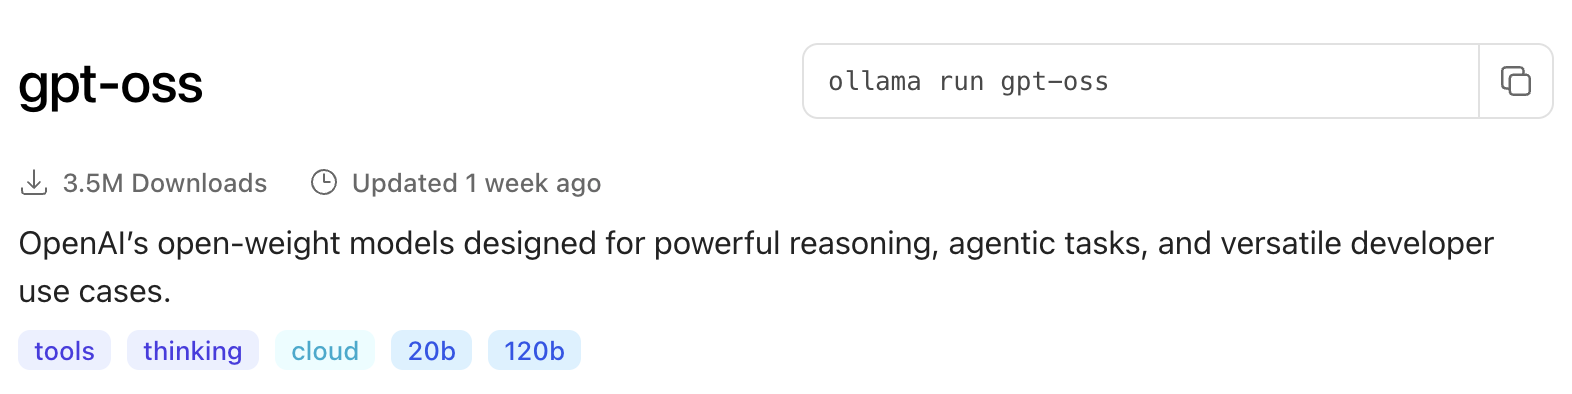 gpt-oss
ollama run gpt-oss
3.5M Downloads
Updated 1 week ago
OpenAI’s open-weight models designed for powerful reasoning, agentic tasks, and versatile developer
use cases.
tools thinking cloud 20b 120b